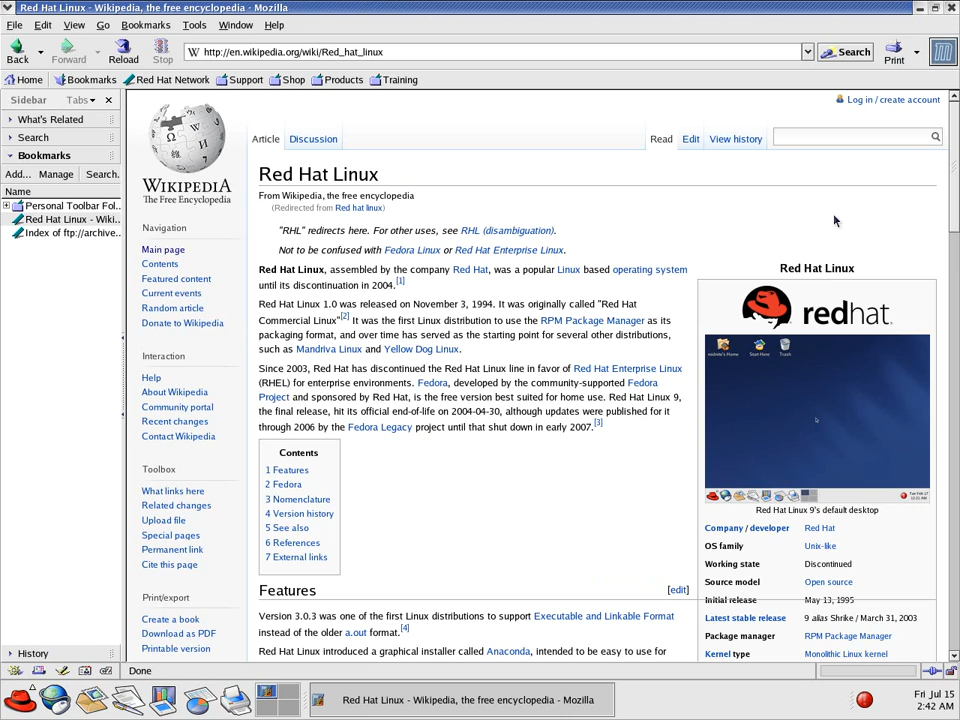 Red Hat Linux - Wikipedia, the free encyclopedia - Mozilla
File Edit View Go Bookmarks Tools Window Help
Back Forward Reload Stop
http://en.wikipedia.org/wiki/Red_hat_linux
Search
Print
Home Bookmarks Red Hat Network Support Shop Products Training
Sidebar Tabs
What's Related
Search
Bookmarks
Add... Manage Search.
Name
Personal Toolbar Fol..
Red Hat Linux - Wiki..
Index of ftp://archive..
History
WIKIPEDIA
The Free Encyclopedia
Navigation
Main page
Contents
Featured content
Current events
Random article
Donate to Wikipedia
Interaction
Help
About Wikipedia
Community portal
Recent changes
Contact Wikipedia
Toolbox
What links here
Related changes
Upload file
Special pages
Permanent link
Cite this page
Print/export
Create a book
Download as PDF
Printable version
Log in / create account
Article Discussion
Read Edit View history
Red Hat Linux
From Wikipedia, the free encyclopedia
(Redirected from Red hat linux)
"RHL" redirects here. For other uses, see RHL (disambiguation).
Not to be confused with Fedora Linux or Red Hat Enterprise Linux.
Red Hat Linux, assembled by the company Red Hat, was a popular Linux based operating system
until its discontinuation in 2004.[1]
Red Hat Linux 1.0 was released on November 3, 1994. It was originally called "Red Hat
Commercial Linux"[2] It was the first Linux distribution to use the RPM Package Manager as its
packaging format, and over time has served as the starting point for several other distributions,
such as Mandriva Linux and Yellow Dog Linux.
Since 2003, Red Hat has discontinued the Red Hat Linux line in favor of Red Hat Enterprise Linux
(RHEL) for enterprise environments. Fedora, developed by the community-supported Fedora
Project and sponsored by Red Hat, is the free version best suited for home use. Red Hat Linux 9,
the final release, hit its official end-of-life on 2004-04-30, although updates were published for it
through 2006 by the Fedora Legacy project until that shut down in early 2007.[3]
Contents
1 Features
2 Fedora
3 Nomenclature
4 Version history
5 See also
6 References
7 External links
Features [edit]
Version 3.0.3 was one of the first Linux distributions to support Executable and Linkable Format
instead of the older a.out format.[4]
Red Hat Linux introduced a graphical installer called Anaconda, intended to be easy to use for
Red Hat Linux
redhat.
Start Here Trash
Red Hat Linux 9's default desktop
Company / developer Red Hat
OS family Unix-like
Working state Discontinued
Source model Open source
Initial release May 13, 1995
Latest stable release 9 alias Shrike / March 31, 2003
Package manager RPM Package Manager
Kernel type Monolithic Linux kernel
Done
Red Hat Linux - Wikipedia, the free encyclopedia - Mozilla
Fri Jul 15
2:42 AM